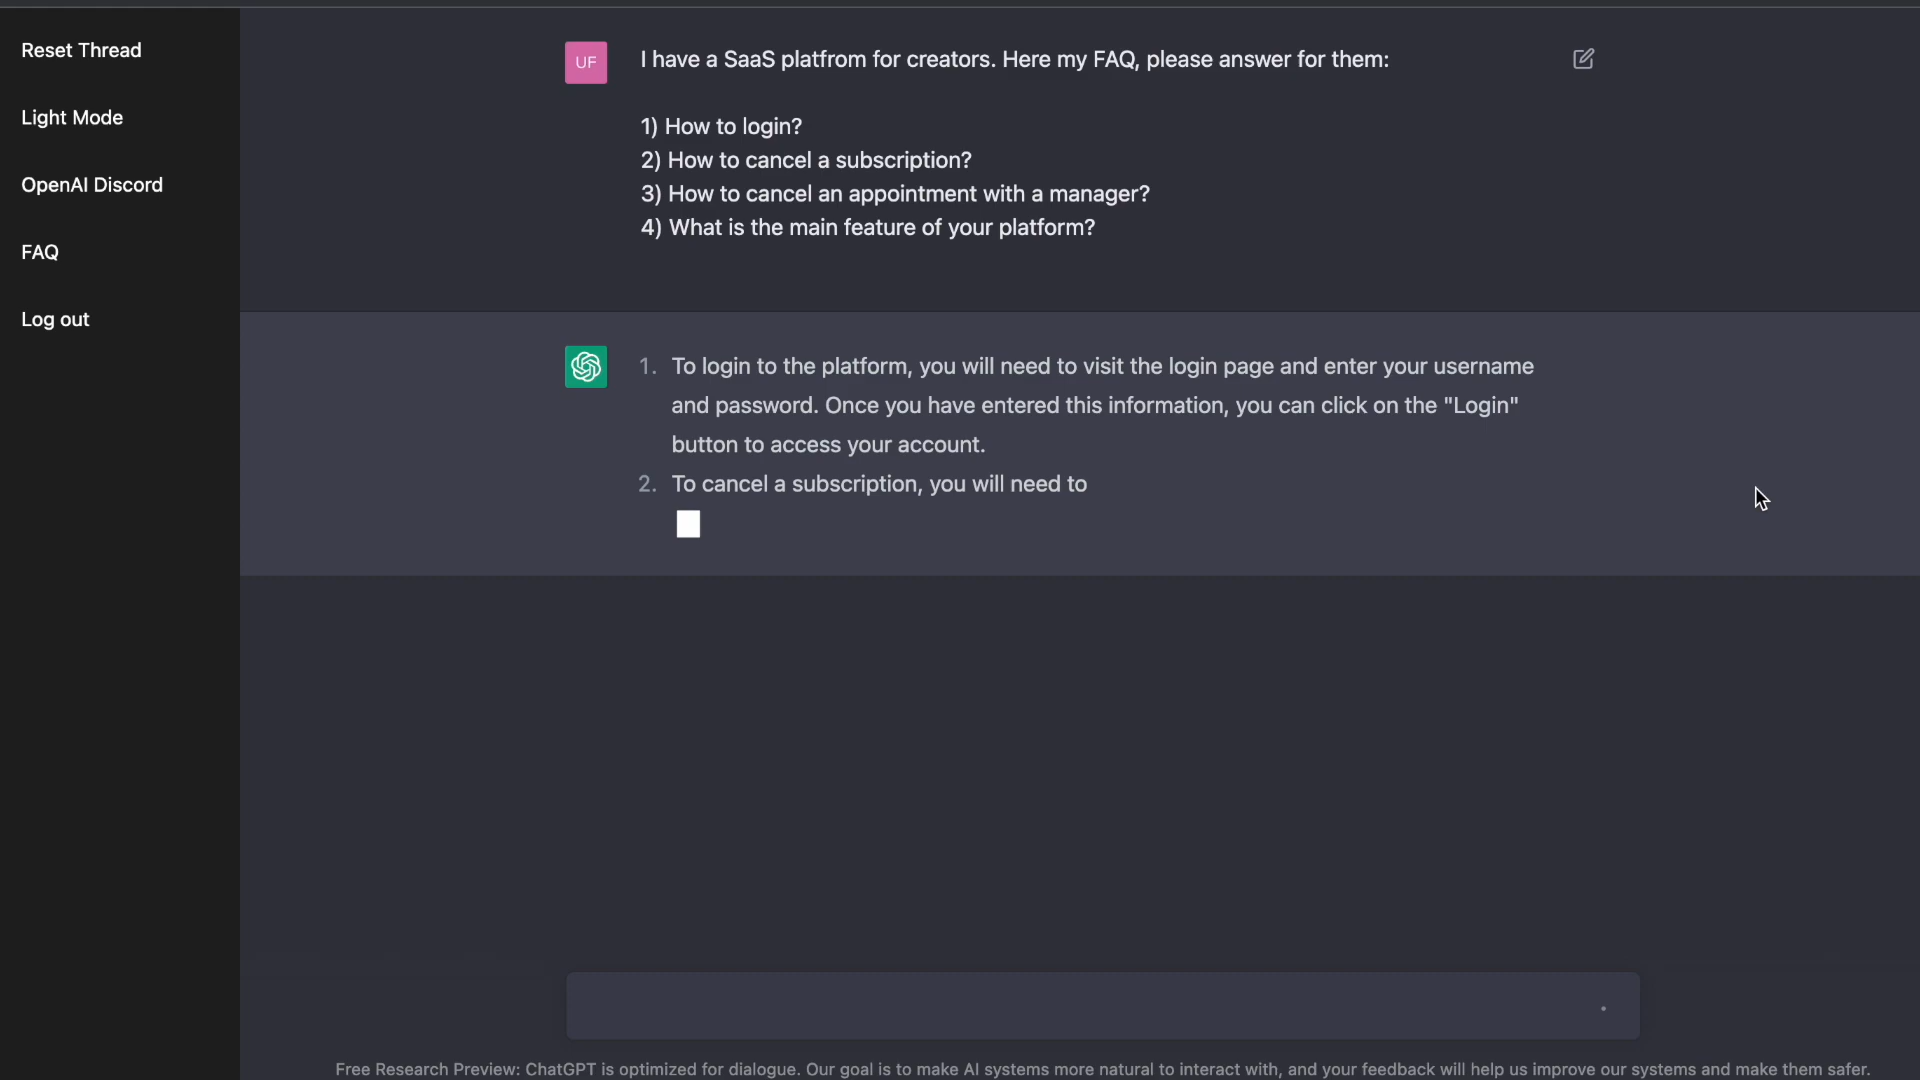 Reset Thread
Light Mode
OpenAI Discord
FAQ
Log out
UF
I have a SaaS platfrom for creators. Here my FAQ, please answer for them:
1) How to login?
2) How to cancel a subscription?
3) How to cancel an appointment with a manager?
4) What is the main feature of your platform?
1. To login to the platform, you will need to visit the login page and enter your username
and password. Once you have entered this information, you can click on the "Login"
button to access your account.
2. To cancel a subscription, you will need to
Free Research Preview: ChatGPT is optimized for dialogue. Our goal is to make AI systems more natural to interact with, and your feedback will help us improve our systems and make them safer.